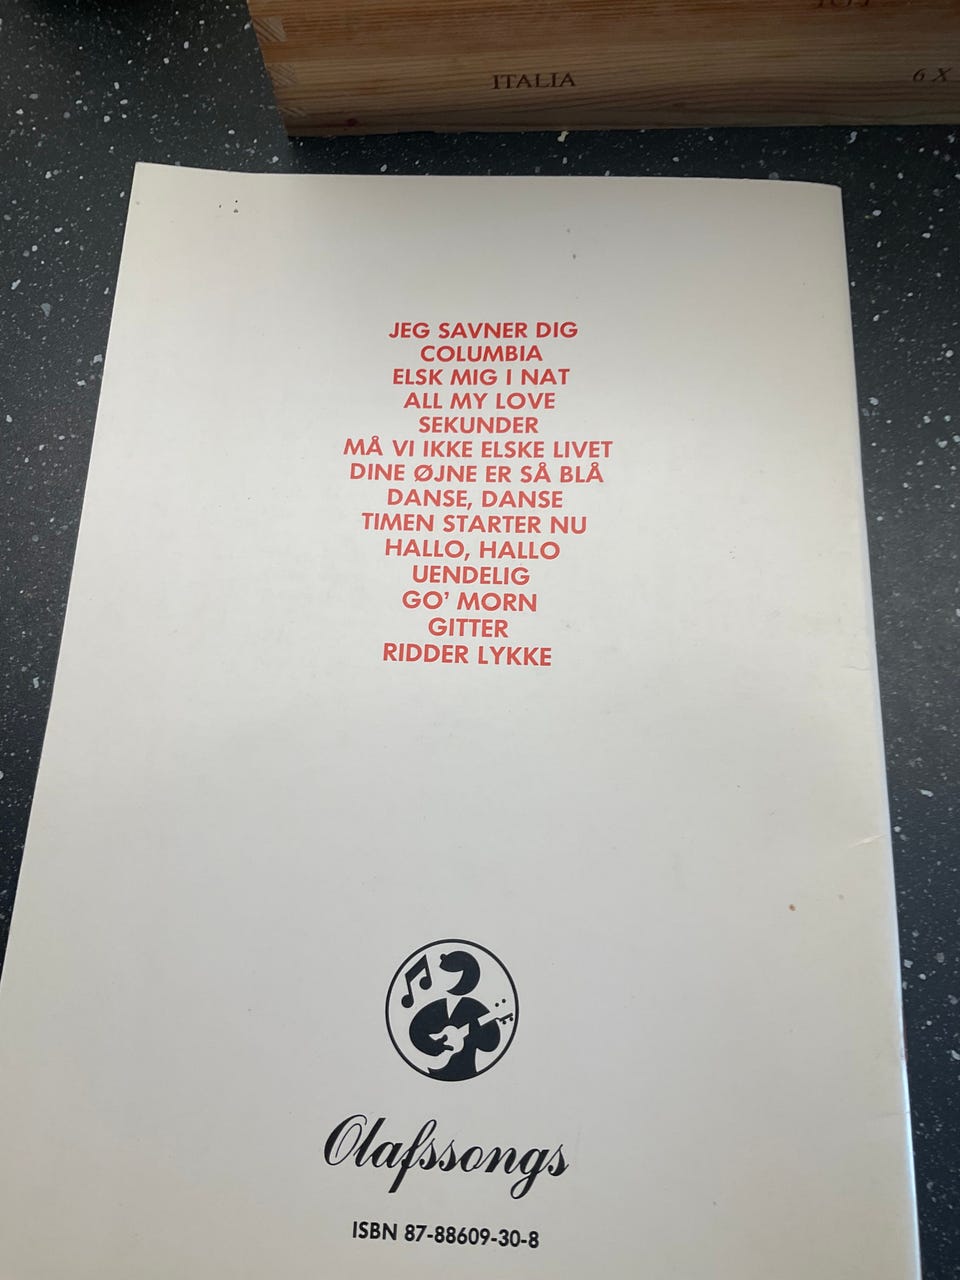 ITALIA
6 X
JEG SAVNER DIG
COLUMBIA
ELSK MIG I NAT
ALL MY LOVE
SEKUNDER
MÅ VI IKKE ELSKE LIVET
DINE ØJNE ER SÅ BLÅ
DANSE, DANSE
TIMEN STARTER NU
HALLO, HALLO
UENDELIG
GO' MORN
GITTER
RIDDER LYKKE
Olafssongs
ISBN 87-88609-30-8